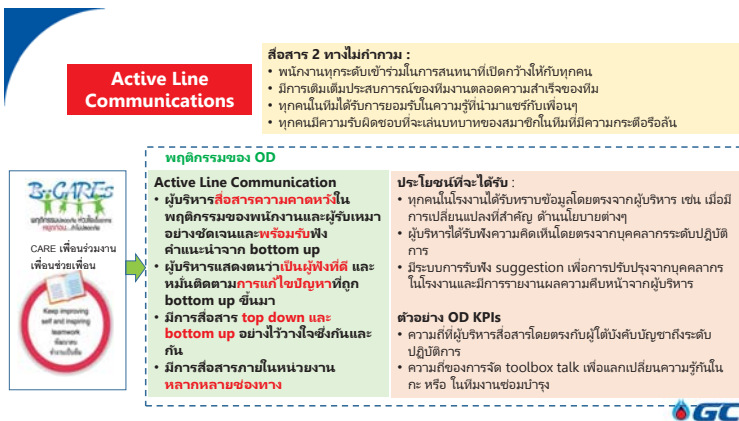 Active Line
Communications
สื่อสาร 2 ทางไม่กำกวม :
• พนักงานทุกระดับเข้าร่วมในการสนทนาที่เปิดกว้างให้กับทุกคน
• มีการเติมเต็มประสบการณ์ของทีมงานตลอดความสำเร็จของทีม
• ทุกคนในทีมได้รับการยอมรับในความรู้ที่นำมาแชร์กับเพื่อนๆ
• ทุกคนมีความรับผิดชอบที่จะเล่นบทบาทของสมาชิกในทีมที่มีความกระตือรือล้น
พฤติกรรมของ OD
B-CAREs
CARE เพื่อนร่วมงาน
เพื่อนช่วยเพื่อน
Keep improving
self and inspiring
teamwork
พัฒนาตน
ทำงานเป็นทีม
Active Line Communication
• ผู้บริหารสื่อสารความคาดหวังใน
พฤติกรรมของพนักงานและผู้รับเหมา
อย่างชัดเจนและพร้อมรับฟัง
คำแนะนำจาก bottom up
• ผู้บริหารแสดงตนว่าเป็นผู้ฟังที่ดี และ
หมั่นติดตามการแก้ไขปัญหาที่ถูก
bottom up ขึ้นมา
• มีการสื่อสาร top down และ
bottom up อย่างไว้วางใจซึ่งกันและ
กัน
• มีการสื่อสารภายในหน่วยงาน
หลากหลายช่องทาง
ประโยชน์ที่จะได้รับ :
• ทุกคนในโรงงานได้รับทราบข้อมูลโดยตรงจากผู้บริหาร เช่น เมื่อมี
การเปลี่ยนแปลงที่สำคัญ ด้านนโยบายต่างๆ
• ผู้บริหารได้รับฟังความคิดเห็นโดยตรงจากบุคคลากรระดับปฏิบัติ
การ
• มีระบบการรับฟัง suggestion เพื่อการปรับปรุงจากบุคคลากร
ในโรงงานและมีการรายงานผลความคืบหน้าจากผู้บริหาร
ตัวอย่าง OD KPIs
• ความถี่ที่ผู้บริหารสื่อสารโดยตรงกับผู้ใต้บังคับบัญชาถึงระดับ
ปฏิบัติการ
• ความถี่ของการจัด toolbox talk เพื่อแลกเปลี่ยนความรู้กันใน
กะ หรือ ในทีมงานซ่อมบำรุง
GC